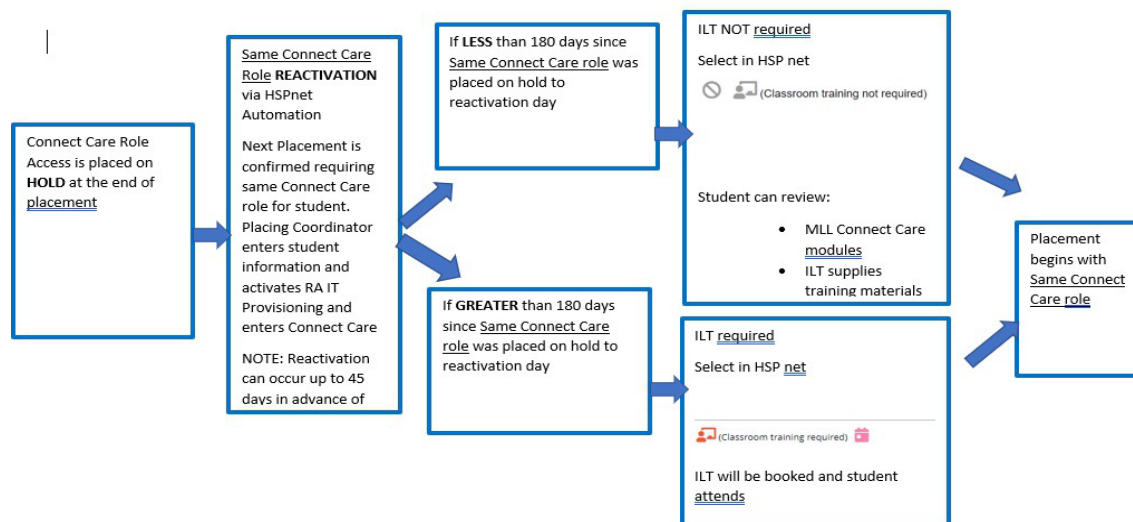 Connect Care Role
Access is placed on
HOLD at the end of
placement
Same Connect Care
Role REACTIVATION
via HSPnet
Automation
Next Placement is
confirmed requiring
same Connect Care
role for student.
Placing Coordinator
enters student
information and
activates RA IT
Provisioning and
enters Connect Care
NOTE: Reactivation
can occur up to 45
days in advance of
If LESS than 180 days since
Same Connect Care role was
placed on hold to
reactivation day
If GREATER than 180 days
since Same Connect Care
role was placed on hold to
reactivation day
ILT NOT required
Select in HSP net
(Classroom training not required)
Student can review:
• MLL Connect Care
modules
• ILT supplies
training materials
ILT required
Select in HSP net
(Classroom training required)
ILT will be booked and student
attends
Placement
begins with
Same Connect
Care role